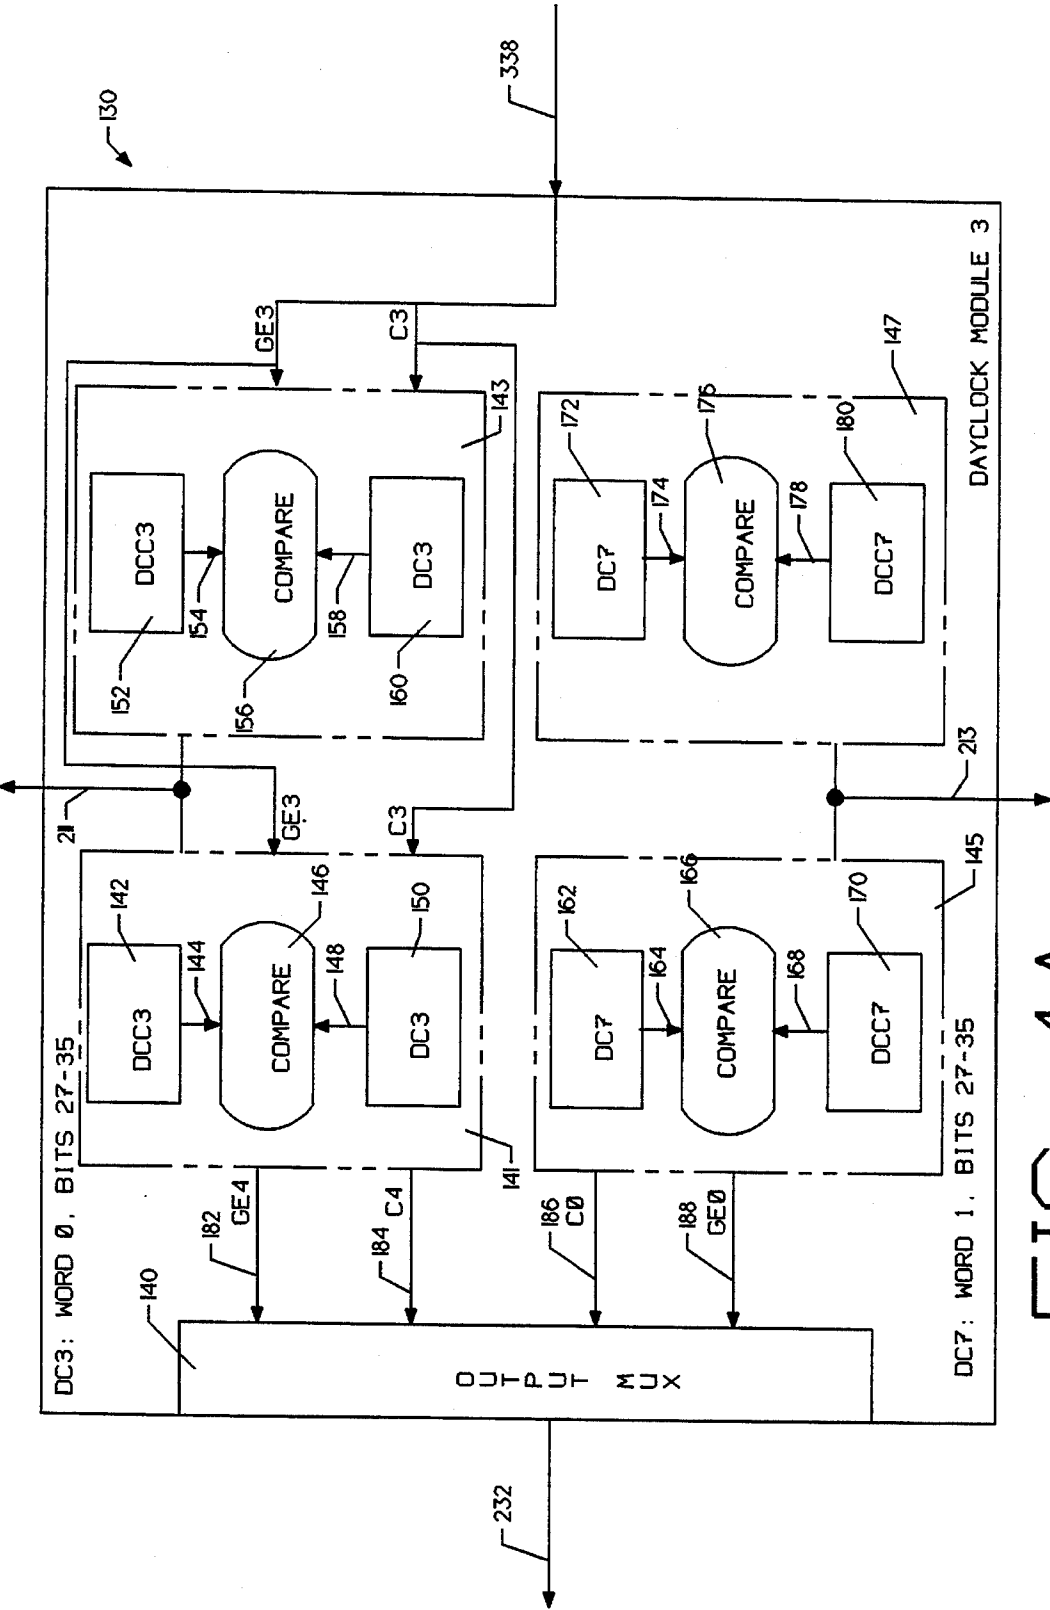 130
338
DC3: WORD 0, BITS 27-35
DAYCLOCK MODULE 3
DC7: WORD 1, BITS 27-35
140
OUTPUT MUX
232
182
GE4
184
C4
186
C0
188
GE0
141
142
DCC3
144
COMPARE
146
148
DC3
150
GE3
C3
211
152
DCC3
154
COMPARE
156
158
DC3
160
143
GE3
C3
162
DC7
164
COMPARE
166
168
DCC7
170
145
172
DC7
174
COMPARE
176
178
DCC7
180
147
213